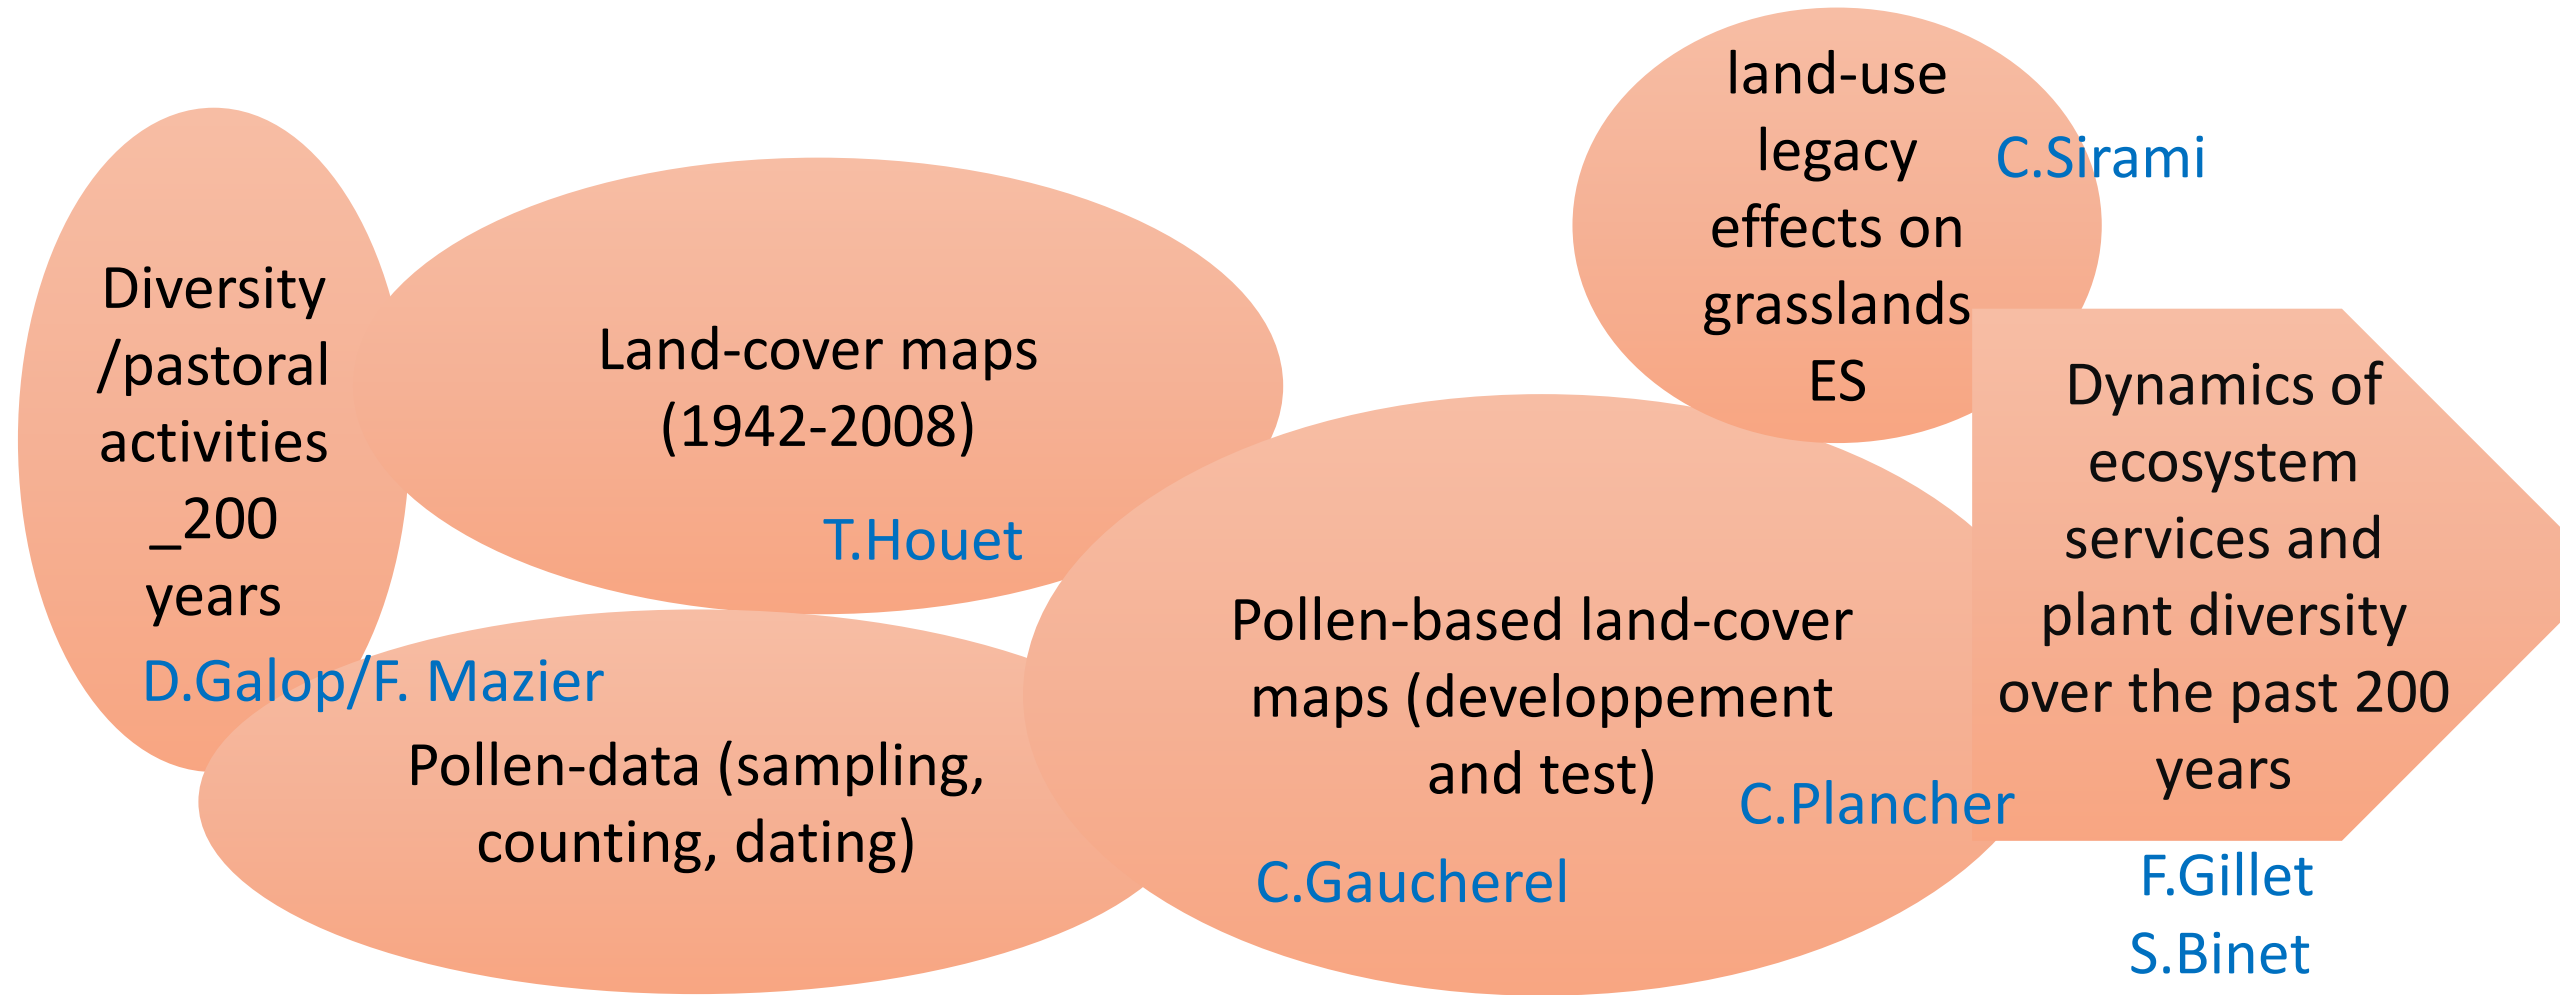 Diversity
/pastoral
activities
_200
years
D.Galop/F. Mazier
Land-cover maps
(1942-2008)
T.Houet
Pollen-data (sampling,
counting, dating)
Pollen-based land-cover
maps (developpement
and test)
C.Plancher
C.Gaucherel
land-use
legacy
effects on
grasslands
ES
C.Sirami
Dynamics of
ecosystem
services and
plant diversity
over the past 200
years
F.Gillet
S.Binet